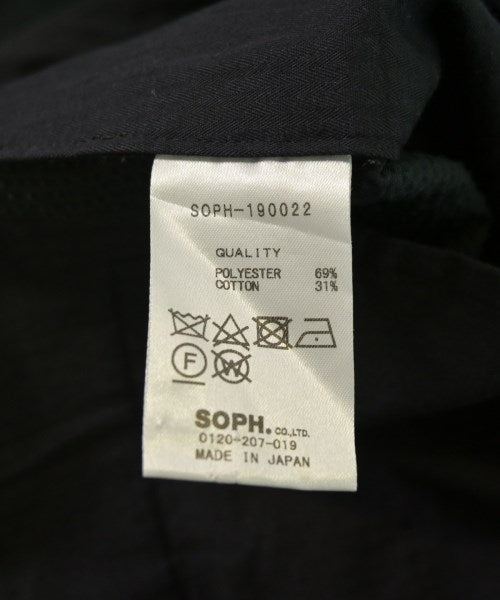 SOPH-190022
QUALITY
POLYESTER 69%
COTTON 31%
F W
SOPH. CO.,LTD.
0120-207-019
MADE IN JAPAN